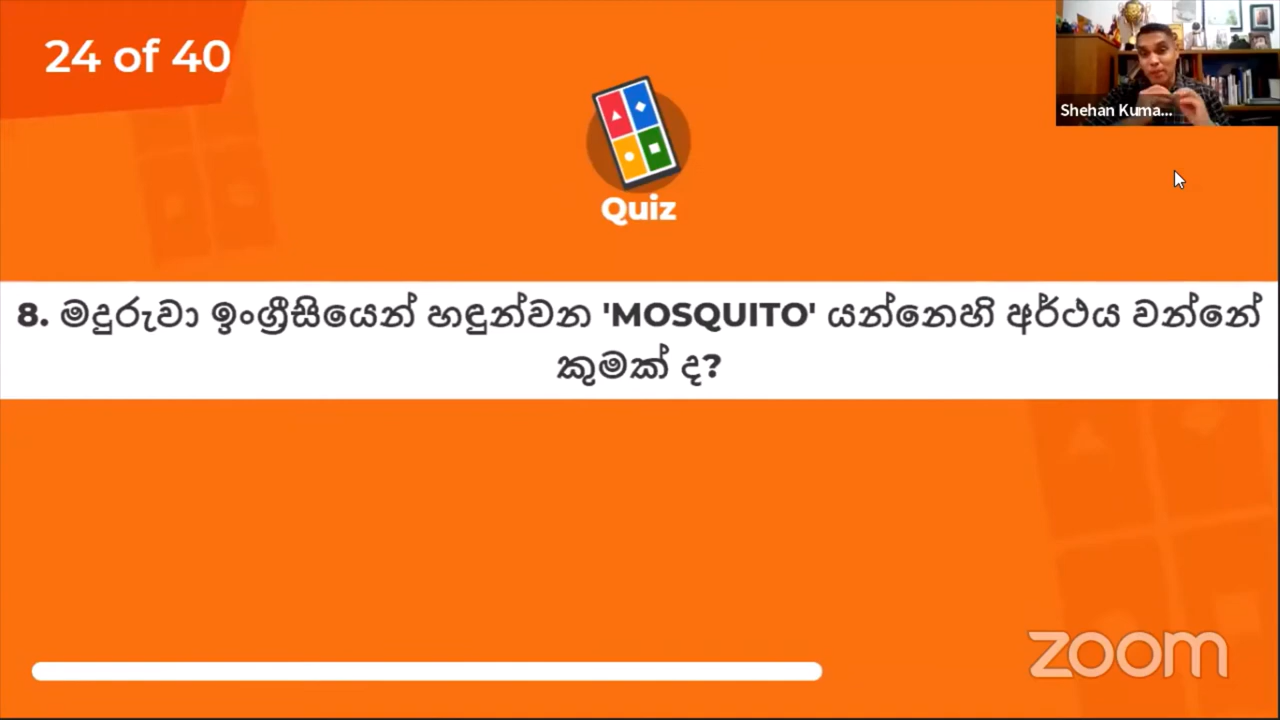 24 of 40
Shehan Kuma...
Quiz
8. මදුරුවා ඉංග්‍රීසියෙන් හඳුන්වන 'MOSQUITO' යන්නෙහි අර්ථය වන්නේ
කුමක් ද?
zoom